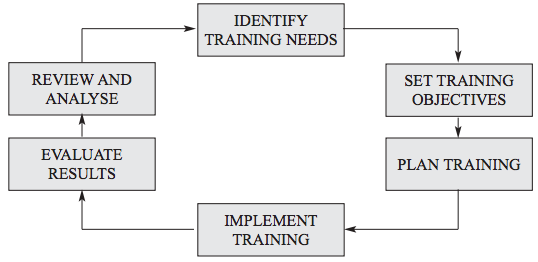 IDENTIFY
TRAINING NEEDS
SET TRAINING
OBJECTIVES
PLAN TRAINING
IMPLEMENT
TRAINING
EVALUATE
RESULTS
REVIEW AND
ANALYSE